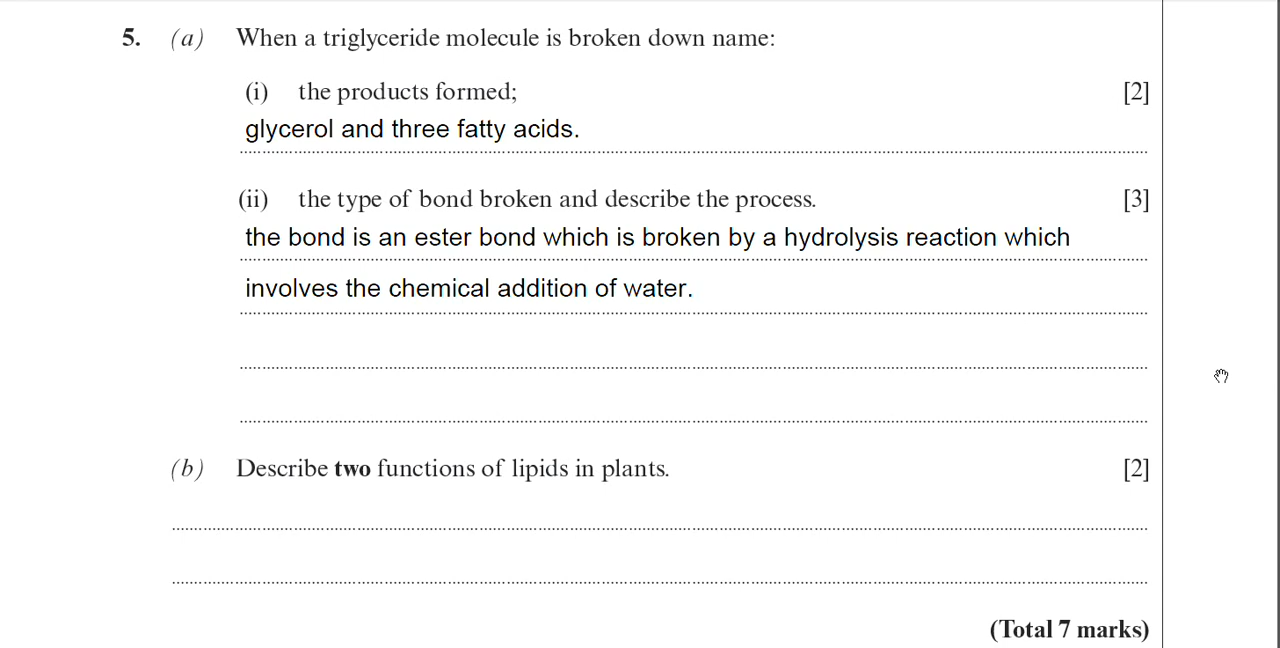 5. (a) When a triglyceride molecule is broken down name:
(i) the products formed; [2]
glycerol and three fatty acids.
(ii) the type of bond broken and describe the process. [3]
the bond is an ester bond which is broken by a hydrolysis reaction which
involves the chemical addition of water.
(b) Describe two functions of lipids in plants. [2]
(Total 7 marks)